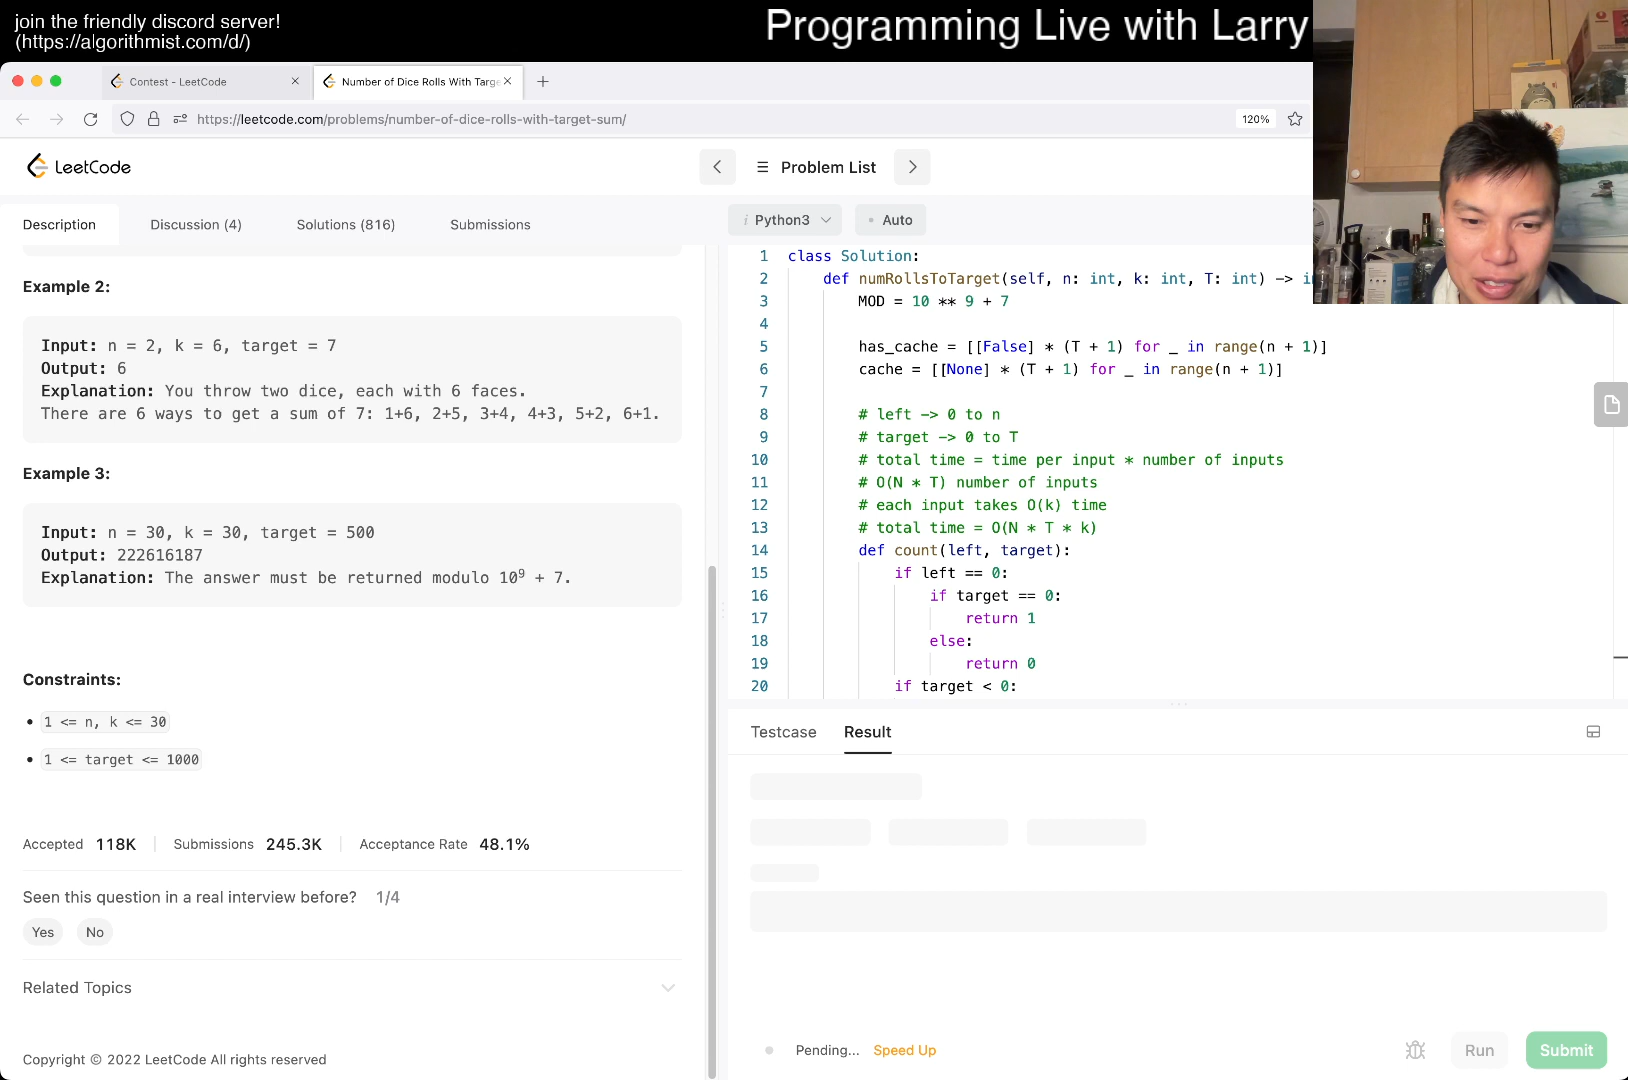 join the friendly discord server!
(https://algorithmist.com/d/)
Programming Live with Larry
Contest - LeetCode
Number of Dice Rolls With Targe
https://leetcode.com/problems/number-of-dice-rolls-with-target-sum/
120%
LeetCode
Problem List
Description
Discussion (4)
Solutions (816)
Submissions
Example 2:
Input: n = 2, k = 6, target = 7
Output: 6
Explanation: You throw two dice, each with 6 faces.
There are 6 ways to get a sum of 7: 1+6, 2+5, 3+4, 4+3, 5+2, 6+1.
Example 3:
Input: n = 30, k = 30, target = 500
Output: 222616187
Explanation: The answer must be returned modulo 10⁹ + 7.
Constraints:
• 1 <= n, k <= 30
• 1 <= target <= 1000
Accepted 118K
Submissions 245.3K
Acceptance Rate 48.1%
Seen this question in a real interview before? 1/4
Yes
No
Related Topics
Copyright © 2022 LeetCode All rights reserved
i Python3
Auto
1 class Solution:
2 def numRollsToTarget(self, n: int, k: int, T: int) -> in
3 MOD = 10 ** 9 + 7
4
5 has_cache = [[False] * (T + 1) for _ in range(n + 1)]
6 cache = [[None] * (T + 1) for _ in range(n + 1)]
7
8 # left -> 0 to n
9 # target -> 0 to T
10 # total time = time per input * number of inputs
11 # O(N * T) number of inputs
12 # each input takes O(k) time
13 # total time = O(N * T * k)
14 def count(left, target):
15 if left == 0:
16 if target == 0:
17 return 1
18 else:
19 return 0
20 if target < 0:
Testcase
Result
Pending...
Speed Up
Run
Submit